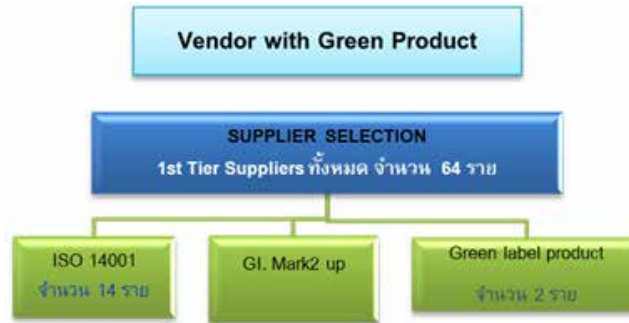 Vendor with Green Product
SUPPLIER SELECTION
1st Tier Suppliers ทั้งหมด จำนวน 64 ราย
ISO 14001
จำนวน 14 ราย
GI. Mark2 up
Green label product
จำนวน 2 ราย